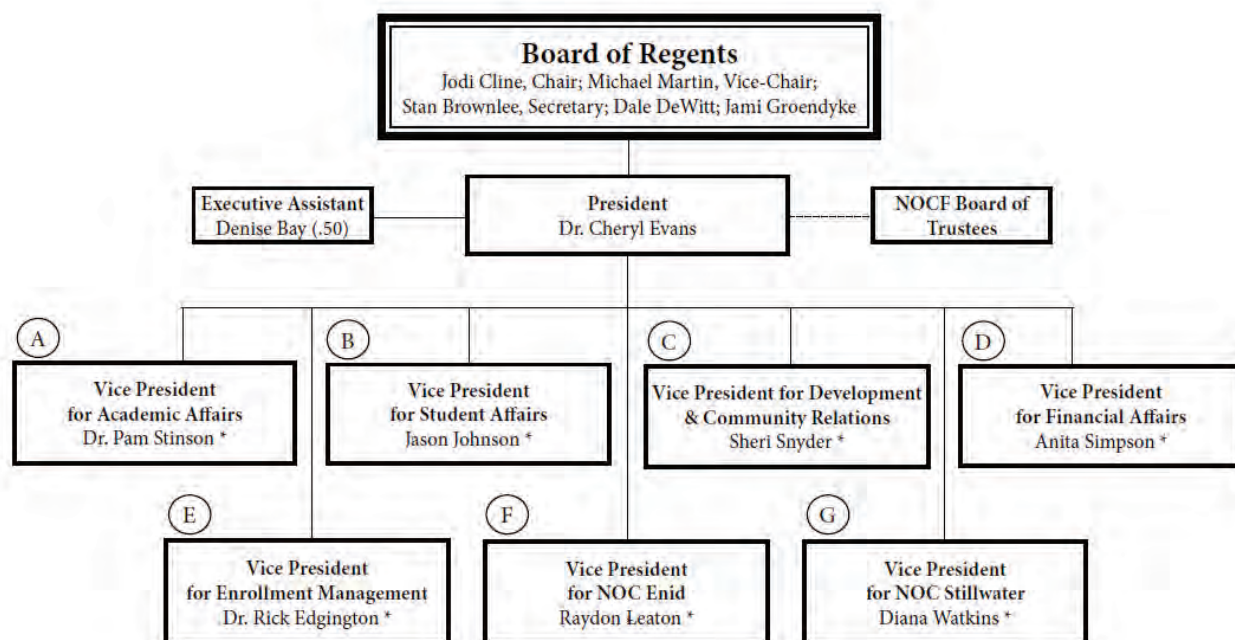 Board of Regents
Jodi Cline, Chair; Michael Martin, Vice-Chair;
Stan Brownlee, Secretary; Dale DeWitt; Jami Groendyke
Executive Assistant
Denise Bay (.50)
President
Dr. Cheryl Evans
NOCF Board of
Trustees
A
Vice President
for Academic Affairs
Dr. Pam Stinson *
B
Vice President
for Student Affairs
Jason Johnson *
C
Vice President for Development
& Community Relations
Sheri Snyder *
D
Vice President
for Financial Affairs
Anita Simpson *
E
Vice President
for Enrollment Management
Dr. Rick Edgington *
F
Vice President
for NOC Enid
Raydon Leaton *
G
Vice President
for NOC Stillwater
Diana Watkins *